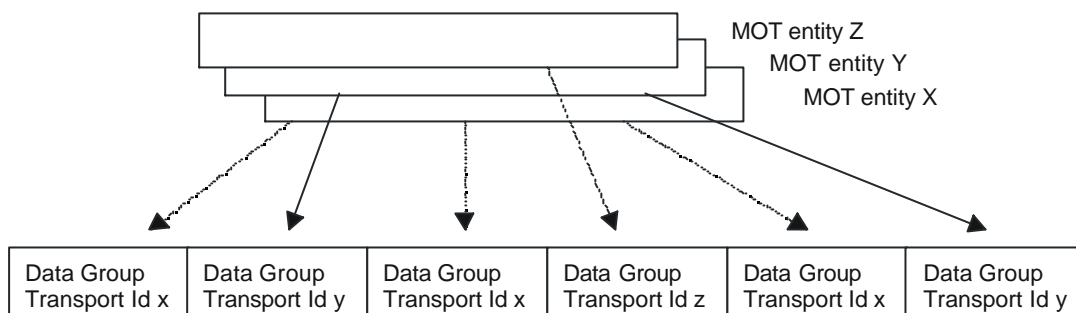 MOT entity Z
MOT entity Y
MOT entity X
Data Group
Transport Id x
Data Group
Transport Id y
Data Group
Transport Id x
Data Group
Transport Id z
Data Group
Transport Id x
Data Group
Transport Id y